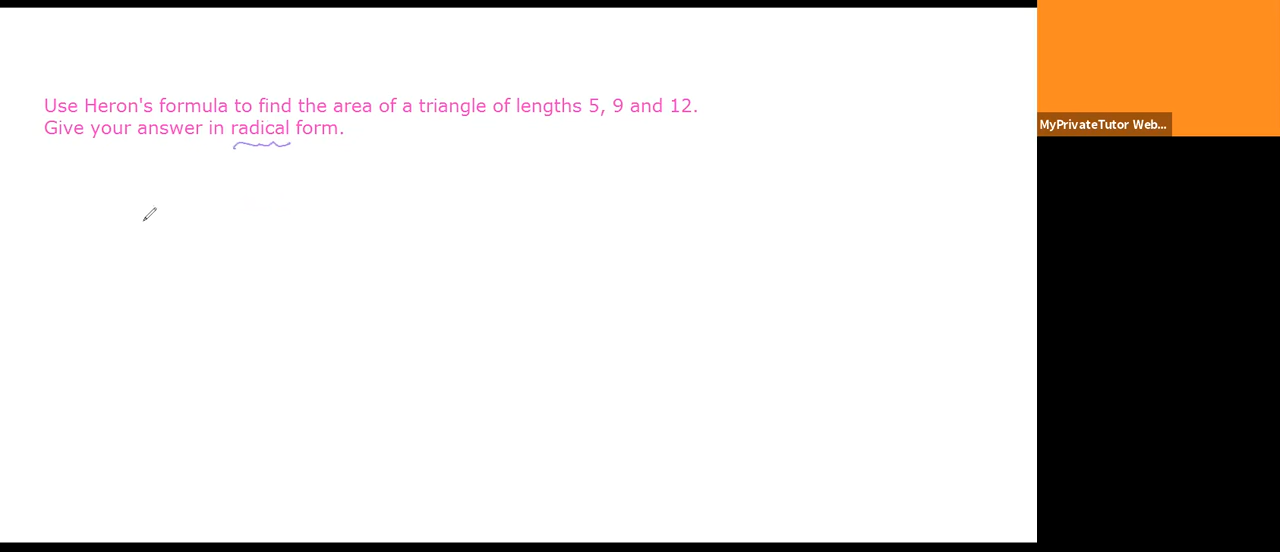 Use Heron's formula to find the area of a triangle of lengths 5, 9 and 12.
Give your answer in radical form.
MyPrivateTutor Web...